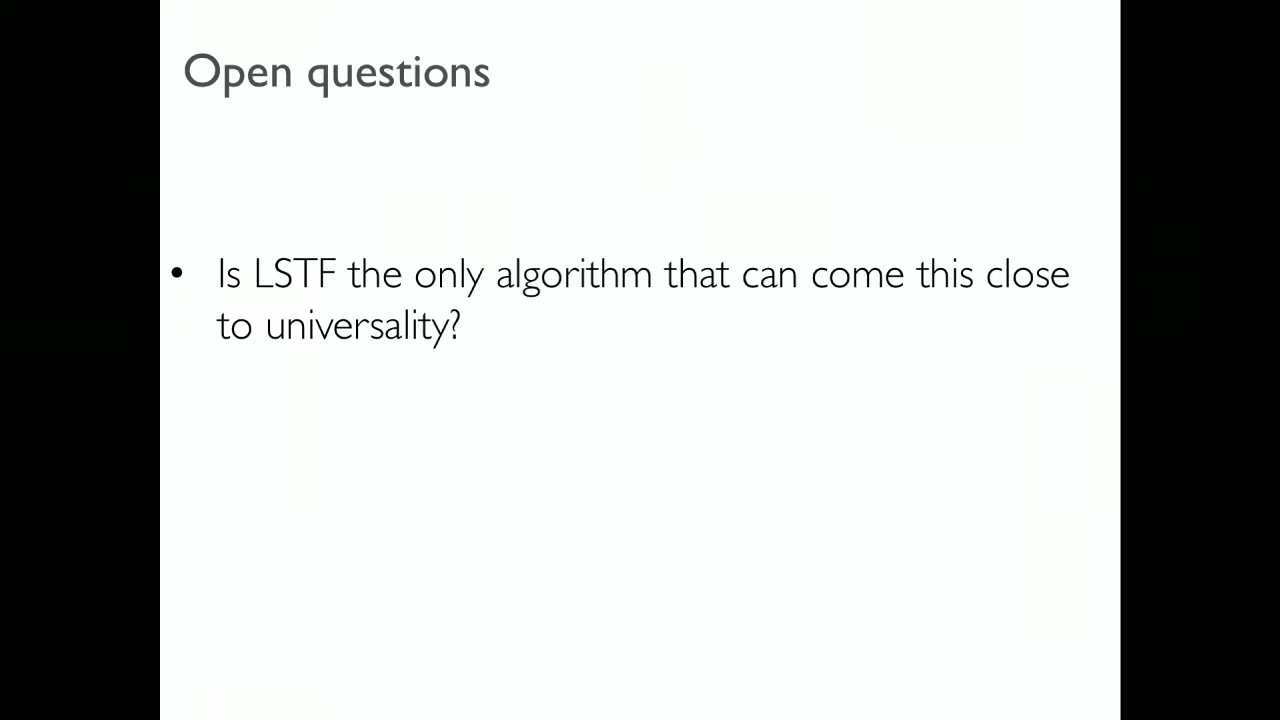 Open questions
• Is LSTF the only algorithm that can come this close
to universality?